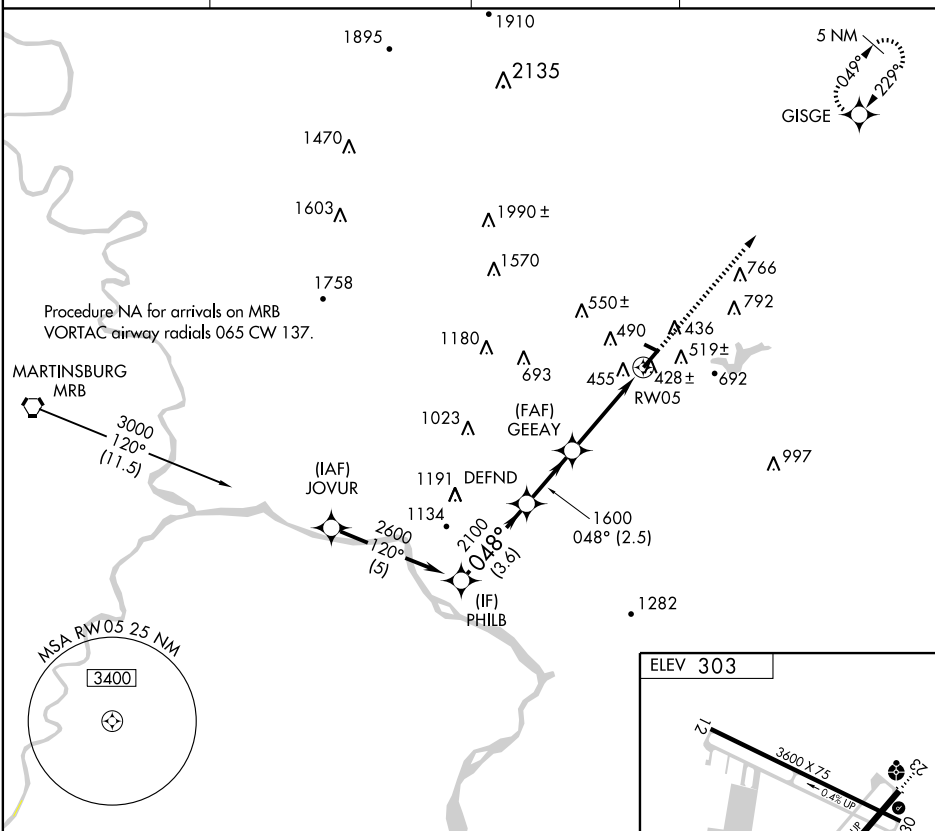 1910
1895
2135
5 NM
049°
229°
GISGE
1470
1603
1990 ±
1570
1758
766
792
550 ±
490
436
519 ±
1180
693
455
428 ±
692
RW05
Procedure NA for arrivals on MRB
VORTAC airway radials 065 CW 137.
MARTINSBURG
MRB
3000
120°
(11.5)
1023
(FAF)
GEEAY
997
(IAF)
JOVUR
1191
DEFND
1134
2600
120°
(5)
2100
048°
(3.6)
1600
048° (2.5)
(IF)
PHILB
1282
MSA RW05 25 NM
3400
ELEV 303
12
3600 X 75
0.4% UP
23
P
30
UP